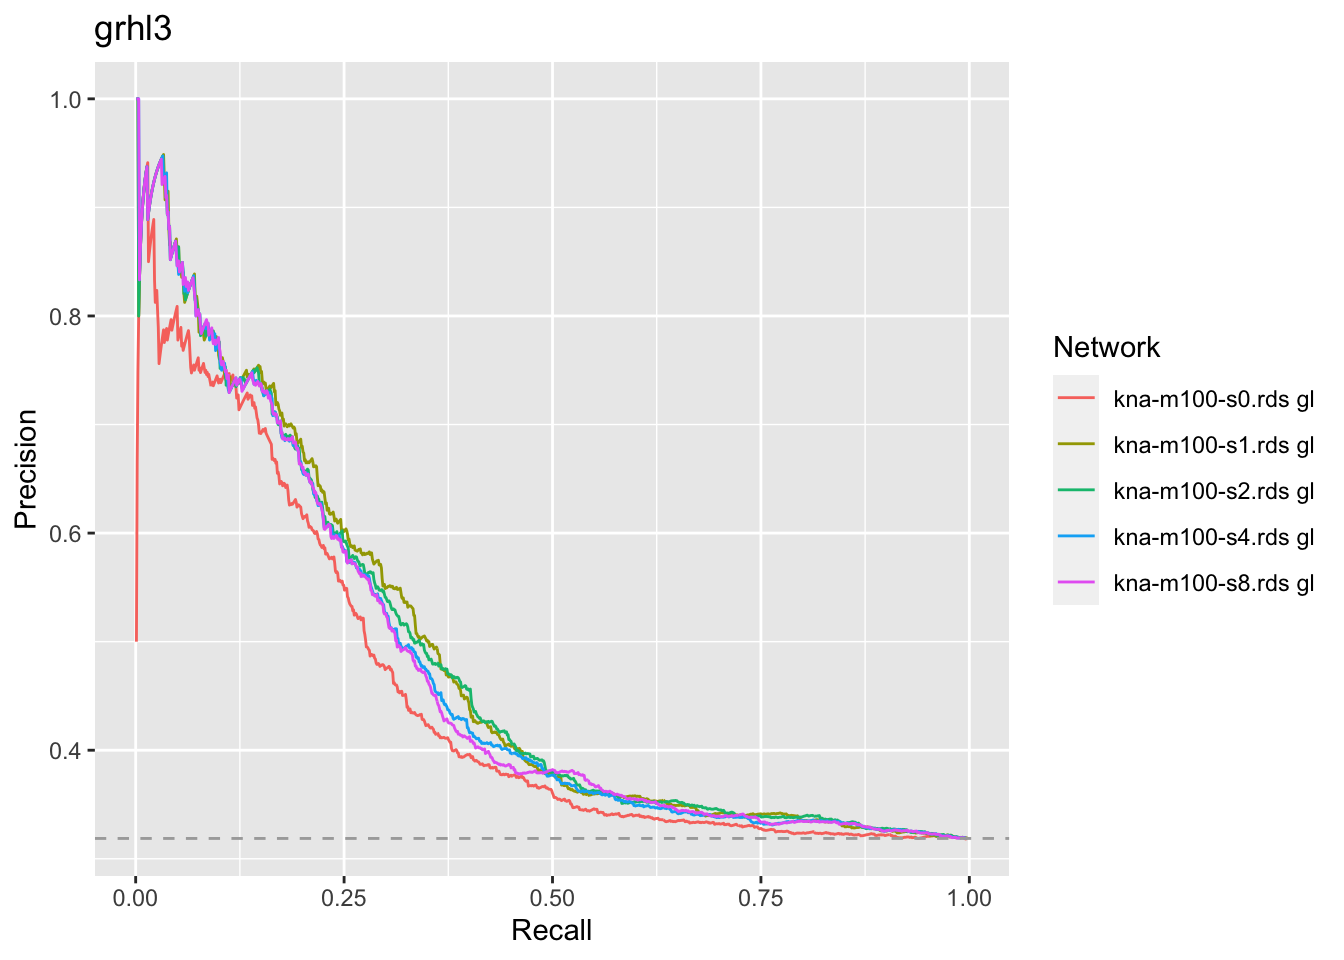 grhl3
Precision
1.0
0.8
0.6
0.4
0.00
0.25
0.50
0.75
1.00
Recall
Network
kna-m100-s0.rds gl
kna-m100-s1.rds gl
kna-m100-s2.rds gl
kna-m100-s4.rds gl
kna-m100-s8.rds gl